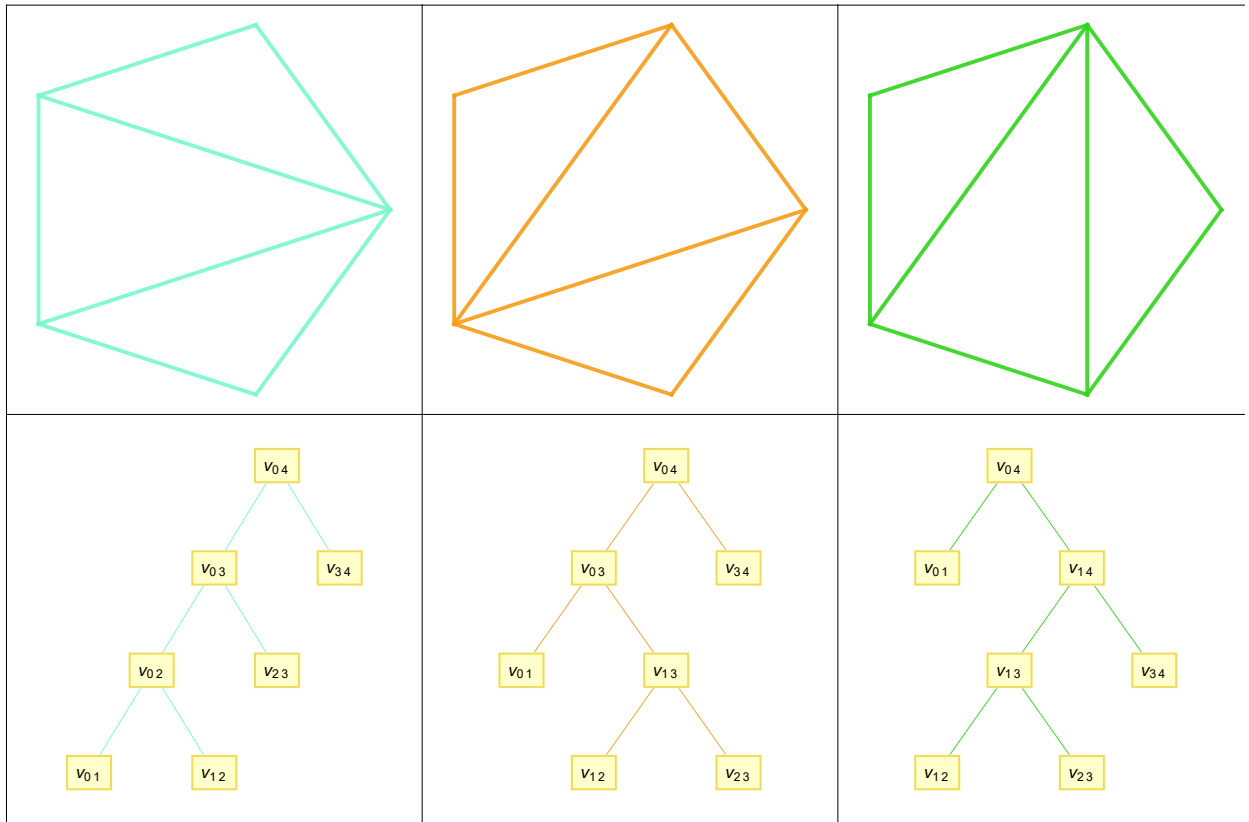 v₀₄
v₀₃ v₃₄
v₀₂ v₂₃
v₀₁ v₁₂
v₀₄
v₀₃ v₃₄
v₀₁ v₁₃
v₁₂ v₂₃
v₀₄
v₀₁ v₁₄
v₁₃ v₃₄
v₁₂ v₂₃